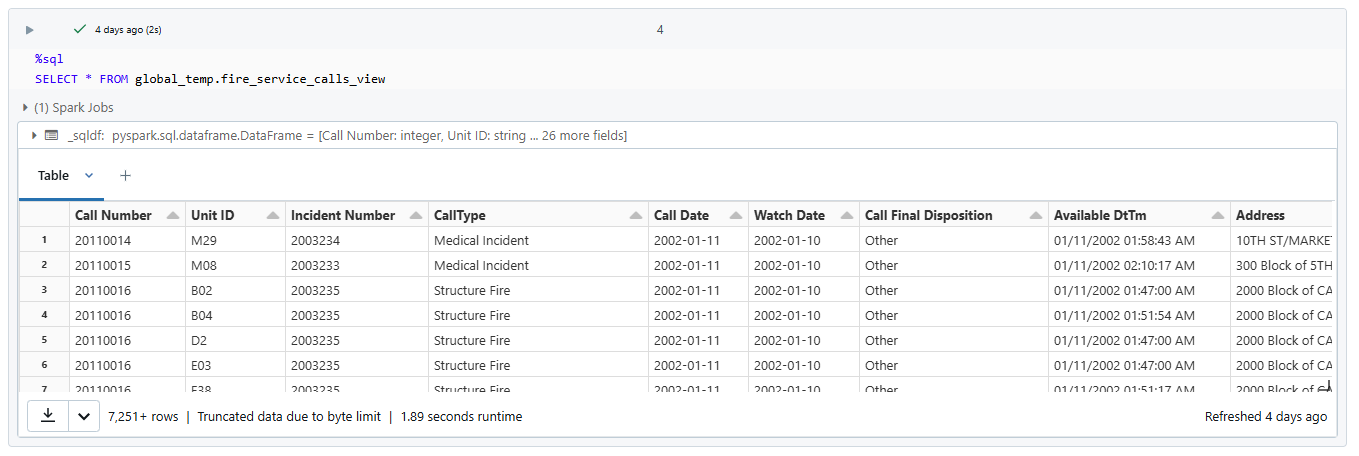 4 days ago (2s) 4
%sql
SELECT * FROM global_temp.fire_service_calls_view
(1) Spark Jobs
_sqldf: pyspark.sql.dataframe.DataFrame = [Call Number: integer, Unit ID: string ... 26 more fields]
Table
Call Number Unit ID Incident Number CallType Call Date Watch Date Call Final Disposition Available DtTm Address
1 20110014 M29 2003234 Medical Incident 2002-01-11 2002-01-10 Other 01/11/2002 01:58:43 AM 10TH ST/MARKE
2 20110015 M08 2003233 Medical Incident 2002-01-11 2002-01-10 Other 01/11/2002 02:10:17 AM 300 Block of 5TH
3 20110016 B02 2003235 Structure Fire 2002-01-11 2002-01-10 Other 01/11/2002 01:47:00 AM 2000 Block of CA
4 20110016 B04 2003235 Structure Fire 2002-01-11 2002-01-10 Other 01/11/2002 01:51:54 AM 2000 Block of CA
5 20110016 D2 2003235 Structure Fire 2002-01-11 2002-01-10 Other 01/11/2002 01:47:00 AM 2000 Block of CA
6 20110016 E03 2003235 Structure Fire 2002-01-11 2002-01-10 Other 01/11/2002 01:47:00 AM 2000 Block of CA
7 20110016 E38 2003235 Structure Fire 2002-01-11 2002-01-10 Other 01/11/2002 01:51:17 AM 2000 Block of CA
7,251+ rows | Truncated data due to byte limit | 1.89 seconds runtime Refreshed 4 days ago